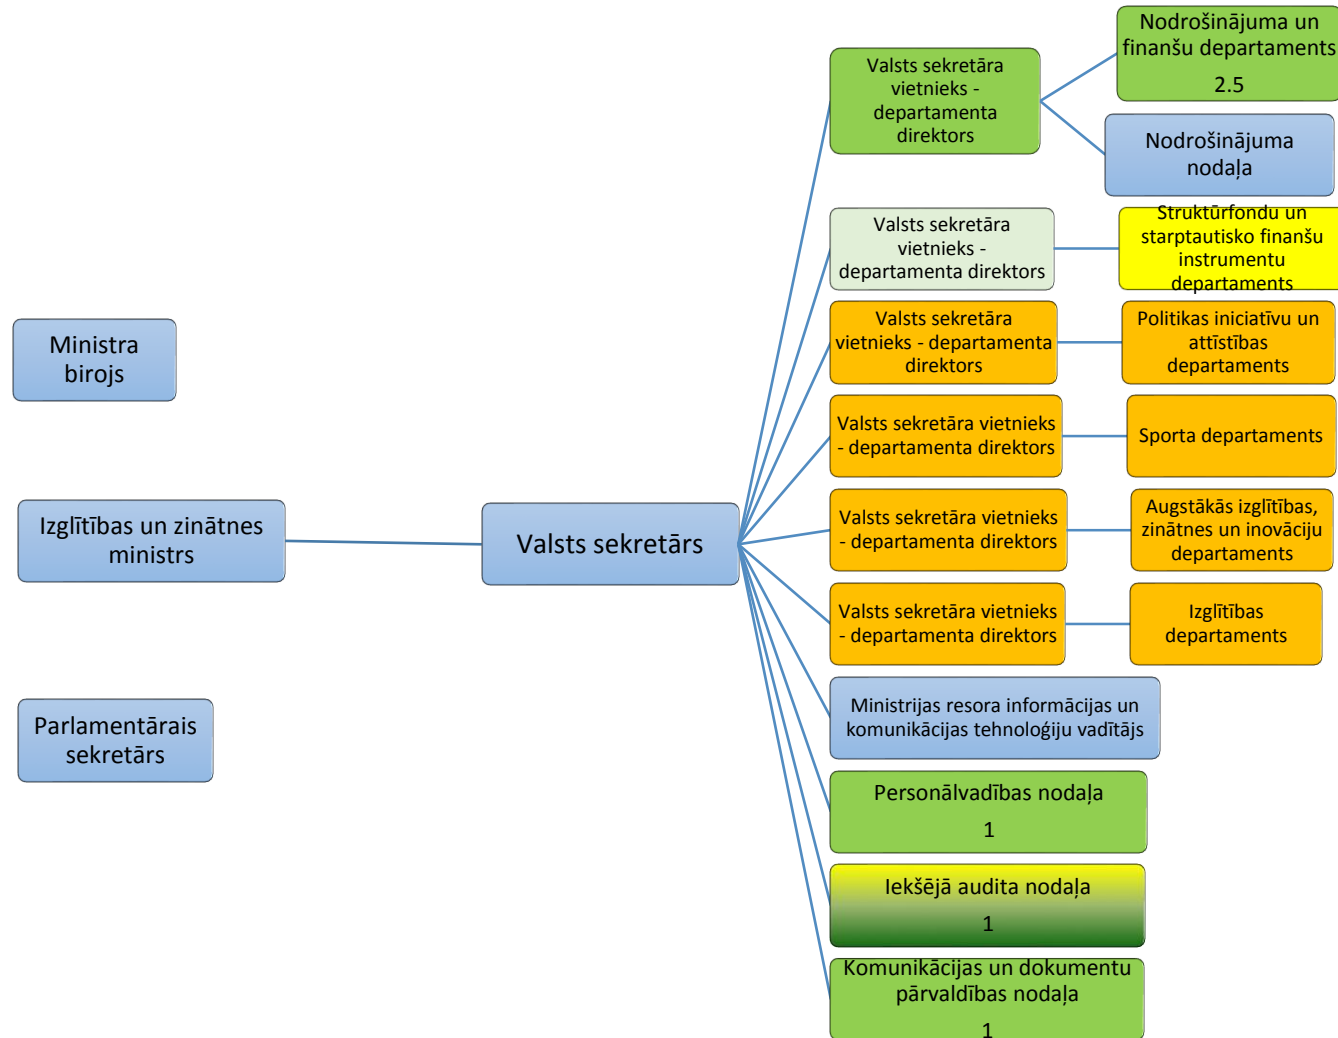 Ministra
birojs
Izglītības un zinātnes
ministrs
Parlamentārais
sekretārs
Valsts sekretārs
Valsts sekretāra
vietnieks -
departamenta
direktors
Nodrošinājuma un
finanšu departaments
2.5
Nodrošinājuma
nodaļa
Valsts sekretāra
vietnieks -
departamenta direktors
Struktūrfondu un
starptautisko finanšu
instrumentu
departaments
Valsts sekretāra
vietnieks - departamenta
direktors
Politikas iniciatīvu un
attīstības
departaments
Valsts sekretāra vietnieks
- departamenta direktors
Sporta departaments
Valsts sekretāra vietnieks
- departamenta direktors
Augstākās izglītības,
zinātnes un inovāciju
departaments
Valsts sekretāra vietnieks
- departamenta direktors
Izglītības
departaments
Ministrijas resora informācijas un
komunikācijas tehnoloģiju vadītājs
Personālvadības nodaļa
1
Iekšējā audita nodaļa
1
Komunikācijas un dokumentu
pārvaldības nodaļa
1